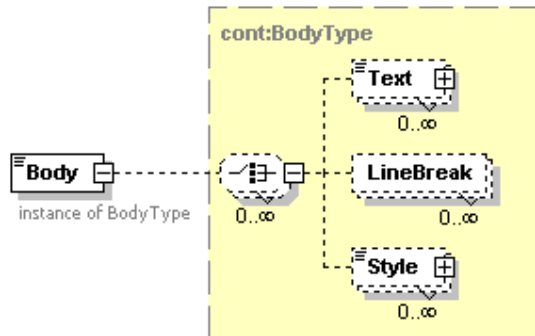 cont:BodyType
Text
0..∞
Body
LineBreak
instance of BodyType
0..∞
0..∞
Style
0..∞